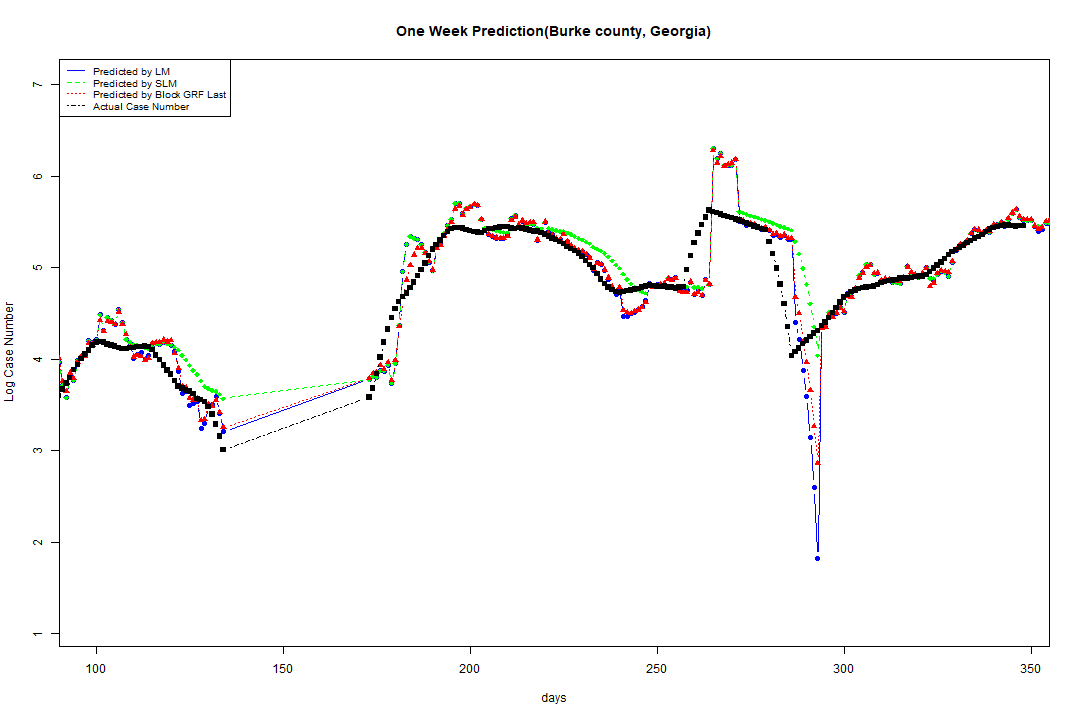 One Week Prediction(Burke county, Georgia)
Predicted by LM
Predicted by SLM
Predicted by Block GRF Last
Actual Case Number
7
6
5
4
3
2
1
Log Case Number
100 150 200 250 300 350
days